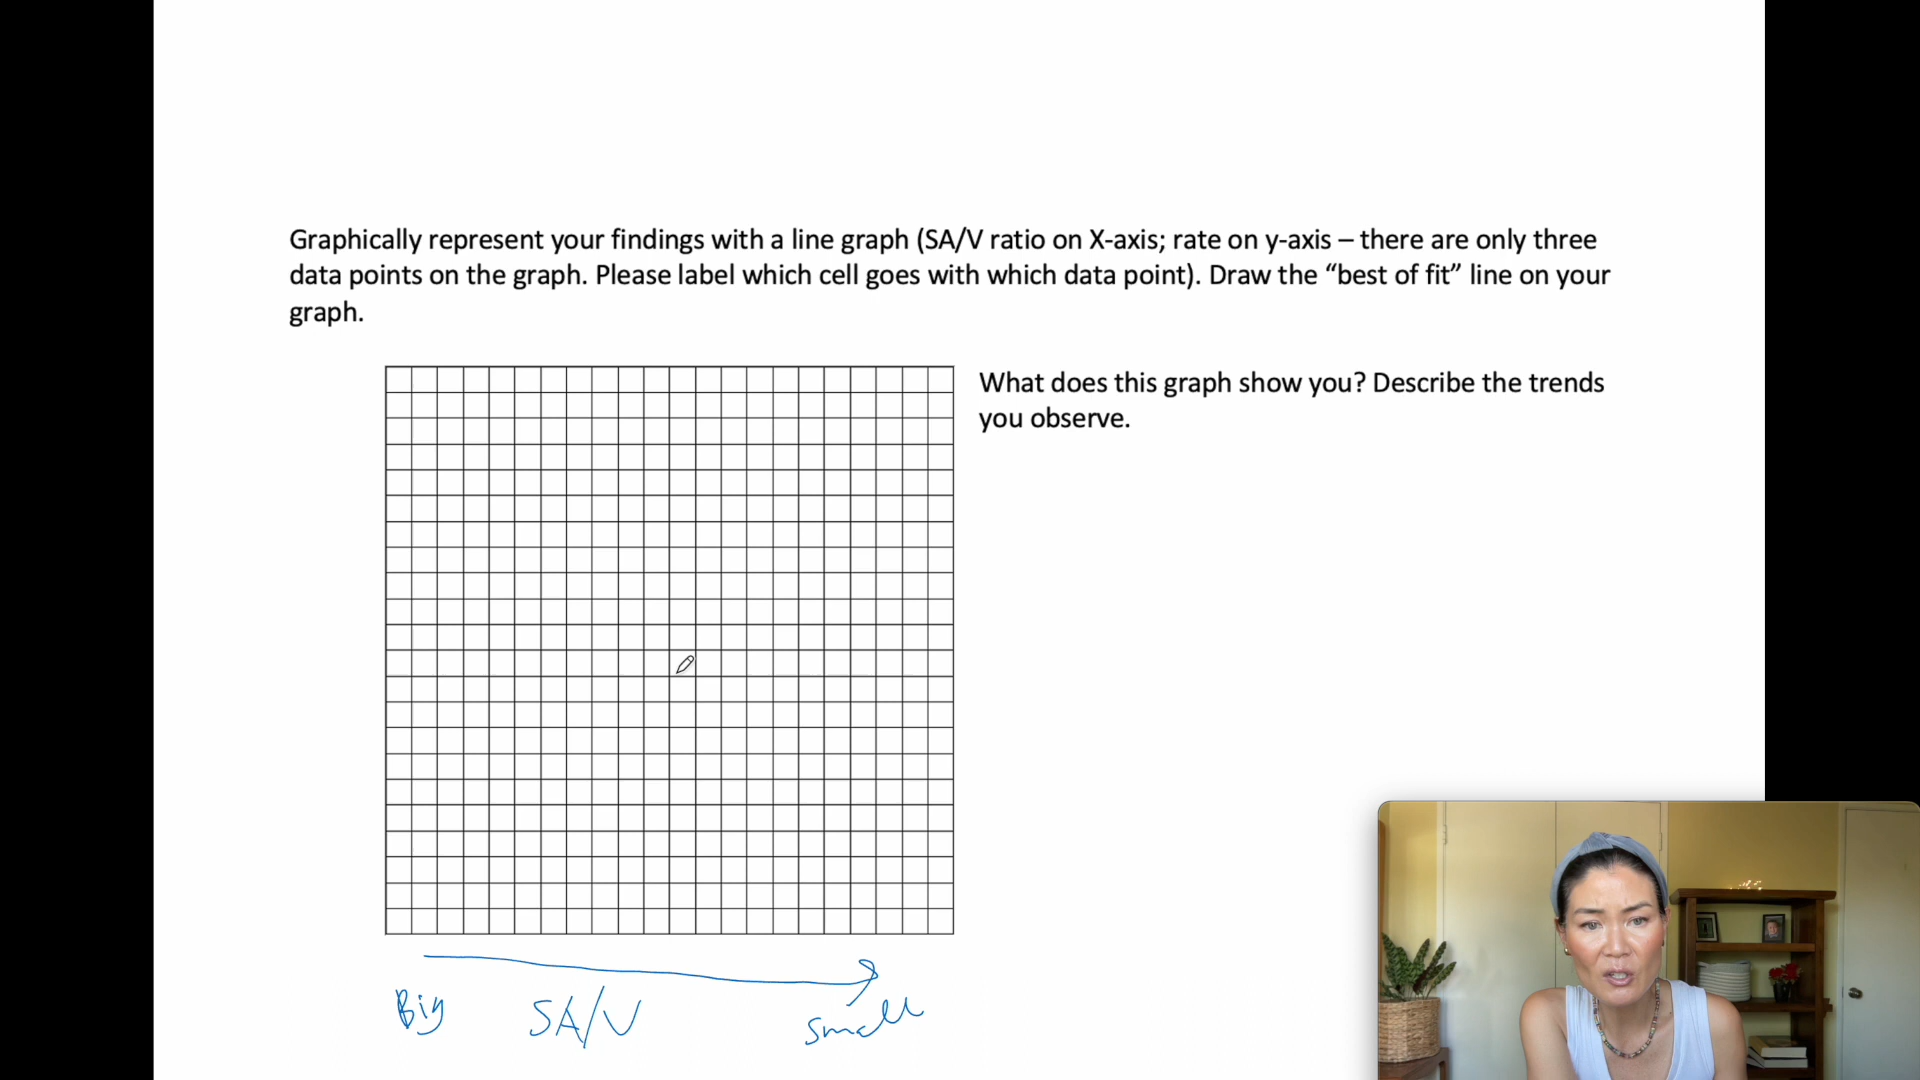 Graphically represent your findings with a line graph (SA/V ratio on X-axis; rate on y-axis – there are only three
data points on the graph. Please label which cell goes with which data point). Draw the “best of fit” line on your
graph.
What does this graph show you? Describe the trends
you observe.
Big SA/V small